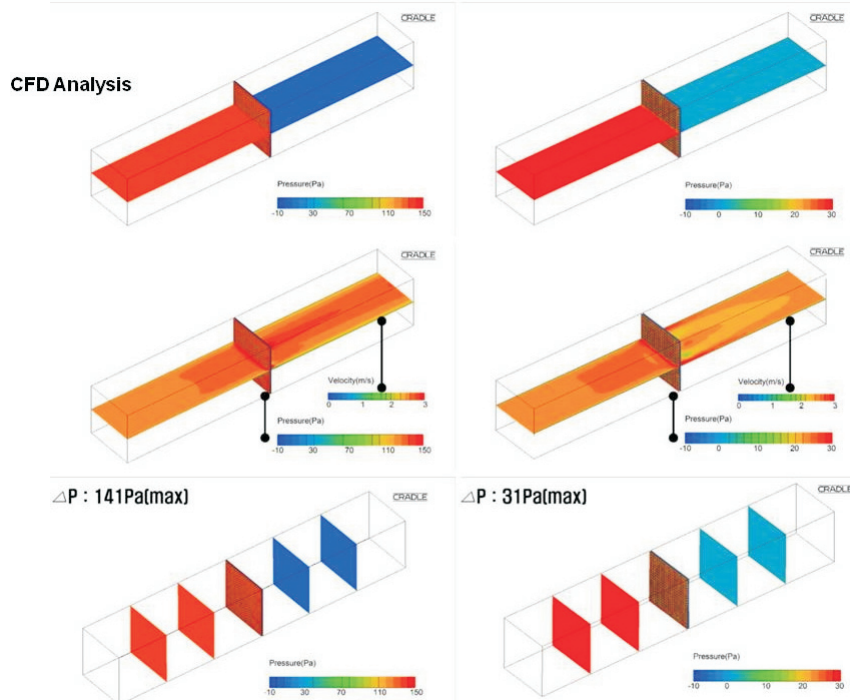 CRADLE
CRADLE
CFD Analysis
Pressure(Pa)
-10 30 70 110 150
Pressure(Pa)
-10 0 10 20 30
CRADLE
CRADLE
Velocity(m/s)
0 1 2 3
Pressure(Pa)
-10 30 70 110 150
Velocity(m/s)
0 1 2 3
Pressure(Pa)
-10 0 10 20 30
△P : 141Pa(max)
CRADLE
△P : 31Pa(max)
CRADLE
Pressure(Pa)
-10 30 70 110 150
Pressure(Pa)
-10 0 10 20 30